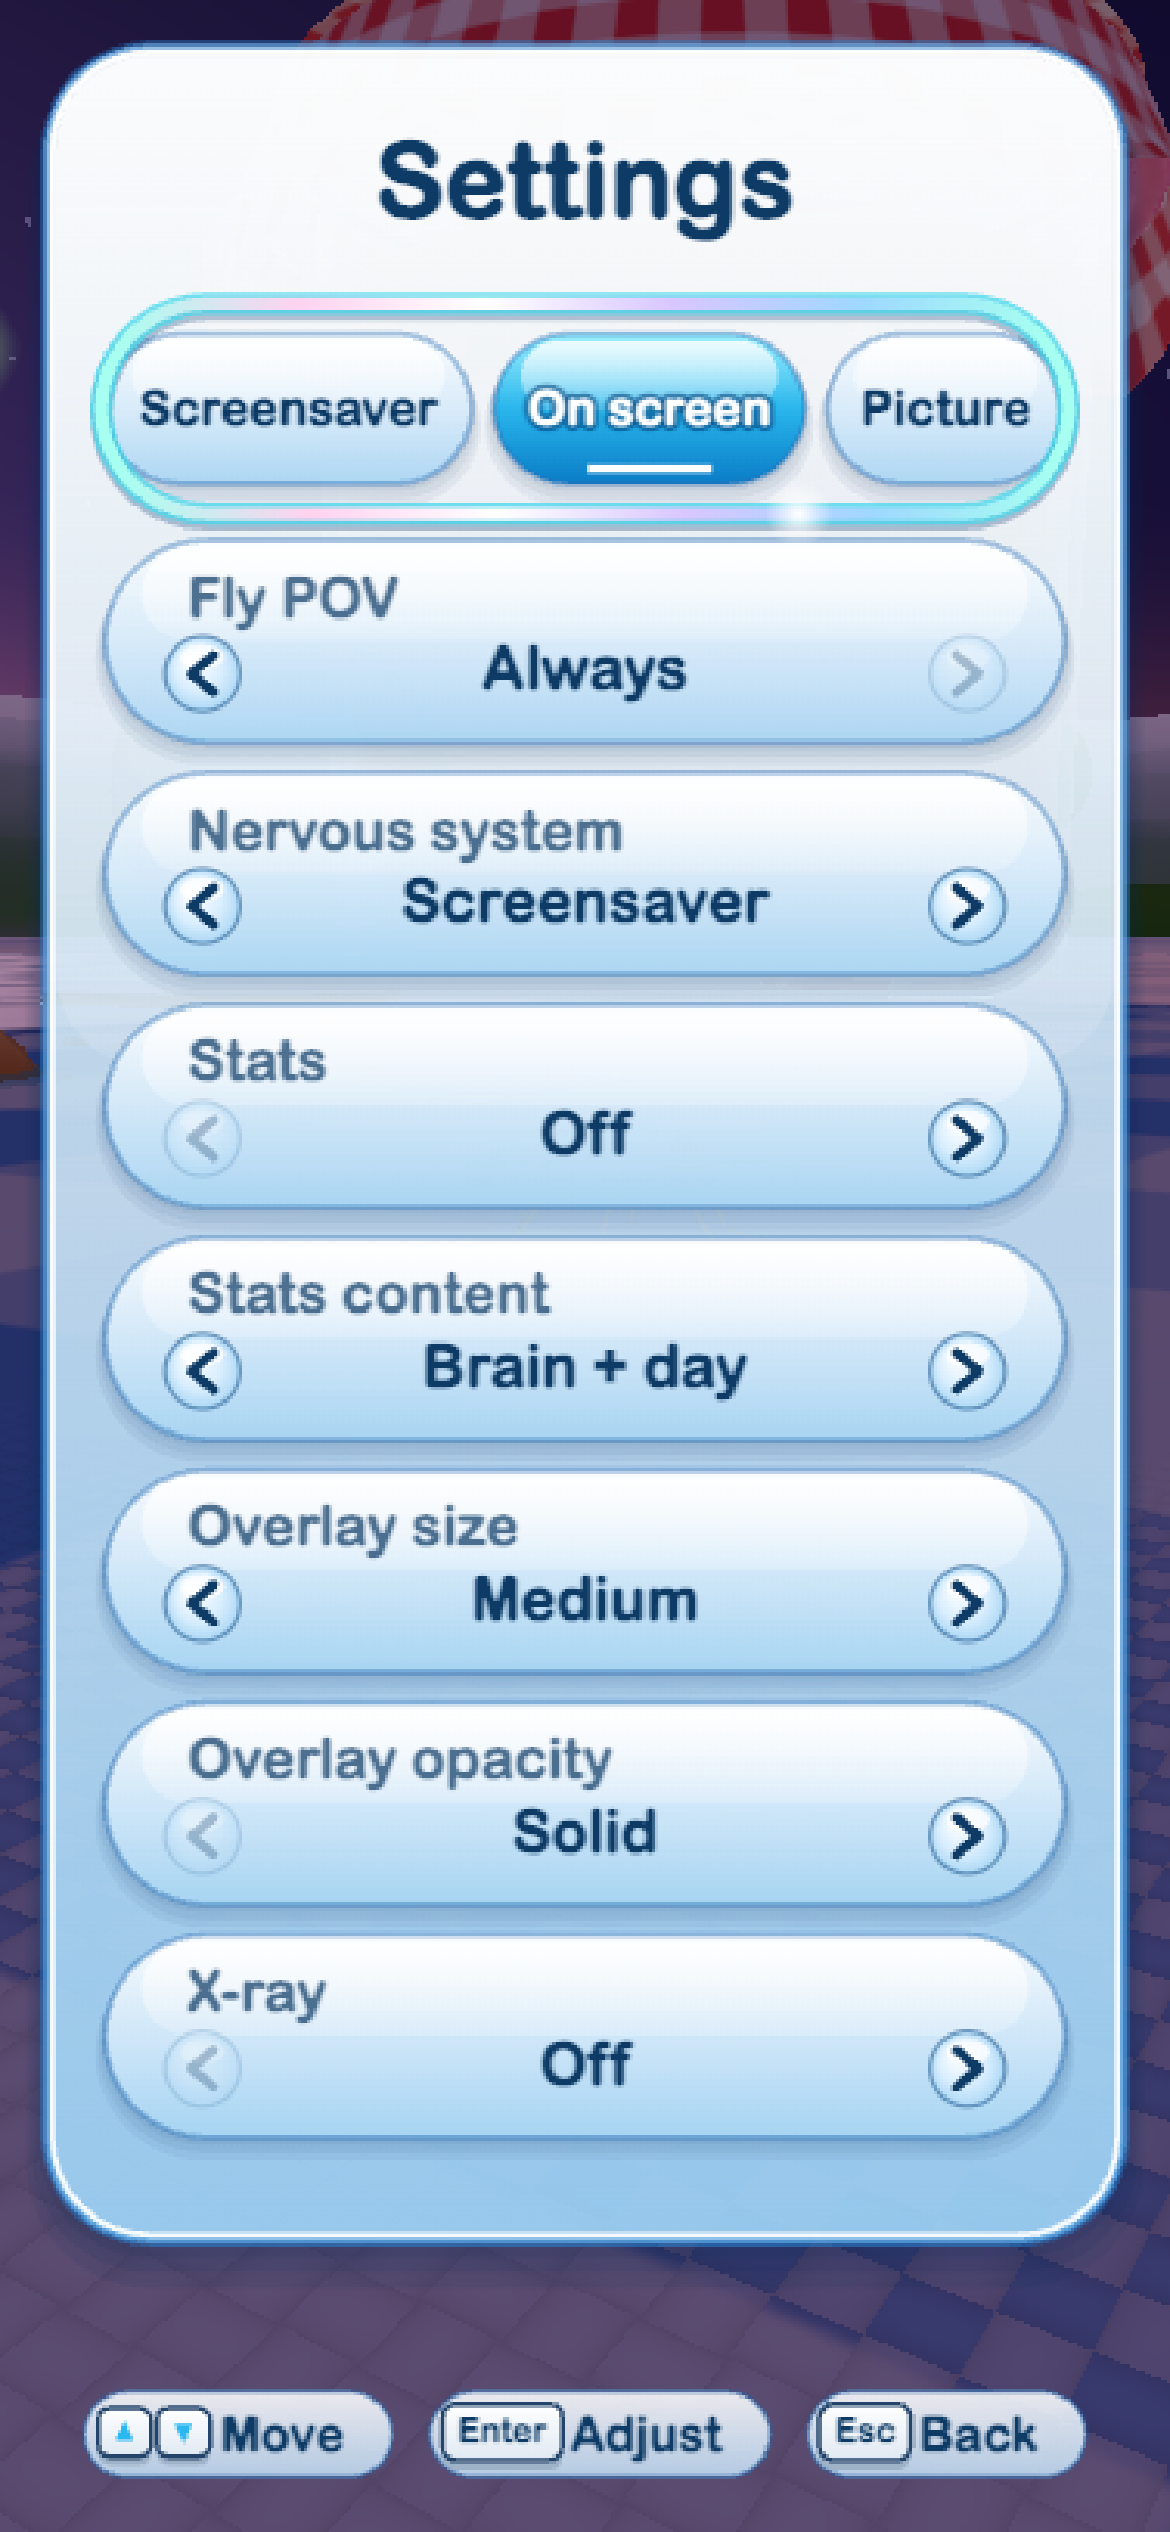 Settings
Screensaver On screen Picture
Fly POV
< Always >
Nervous system
< Screensaver >
Stats
< Off >
Stats content
< Brain + day >
Overlay size
< Medium >
Overlay opacity
< Solid >
X-ray
< Off >
▲ ▼ Move Enter Adjust Esc Back